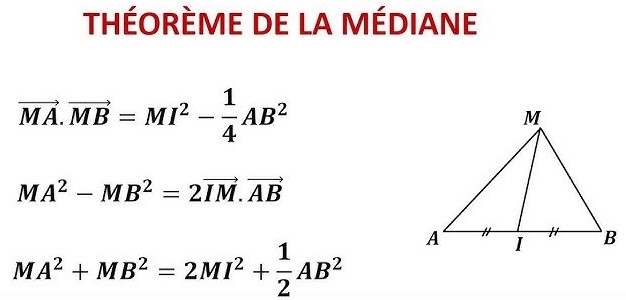 THÉORÈME DE LA MÉDIANE
$\overrightarrow{MA}.\overrightarrow{MB} = MI^2 - \frac{1}{4}AB^2$
$MA^2 - MB^2 = 2\overrightarrow{IM}.\overrightarrow{AB}$
$MA^2 + MB^2 = 2MI^2 + \frac{1}{2}AB^2$
M
A
I
B